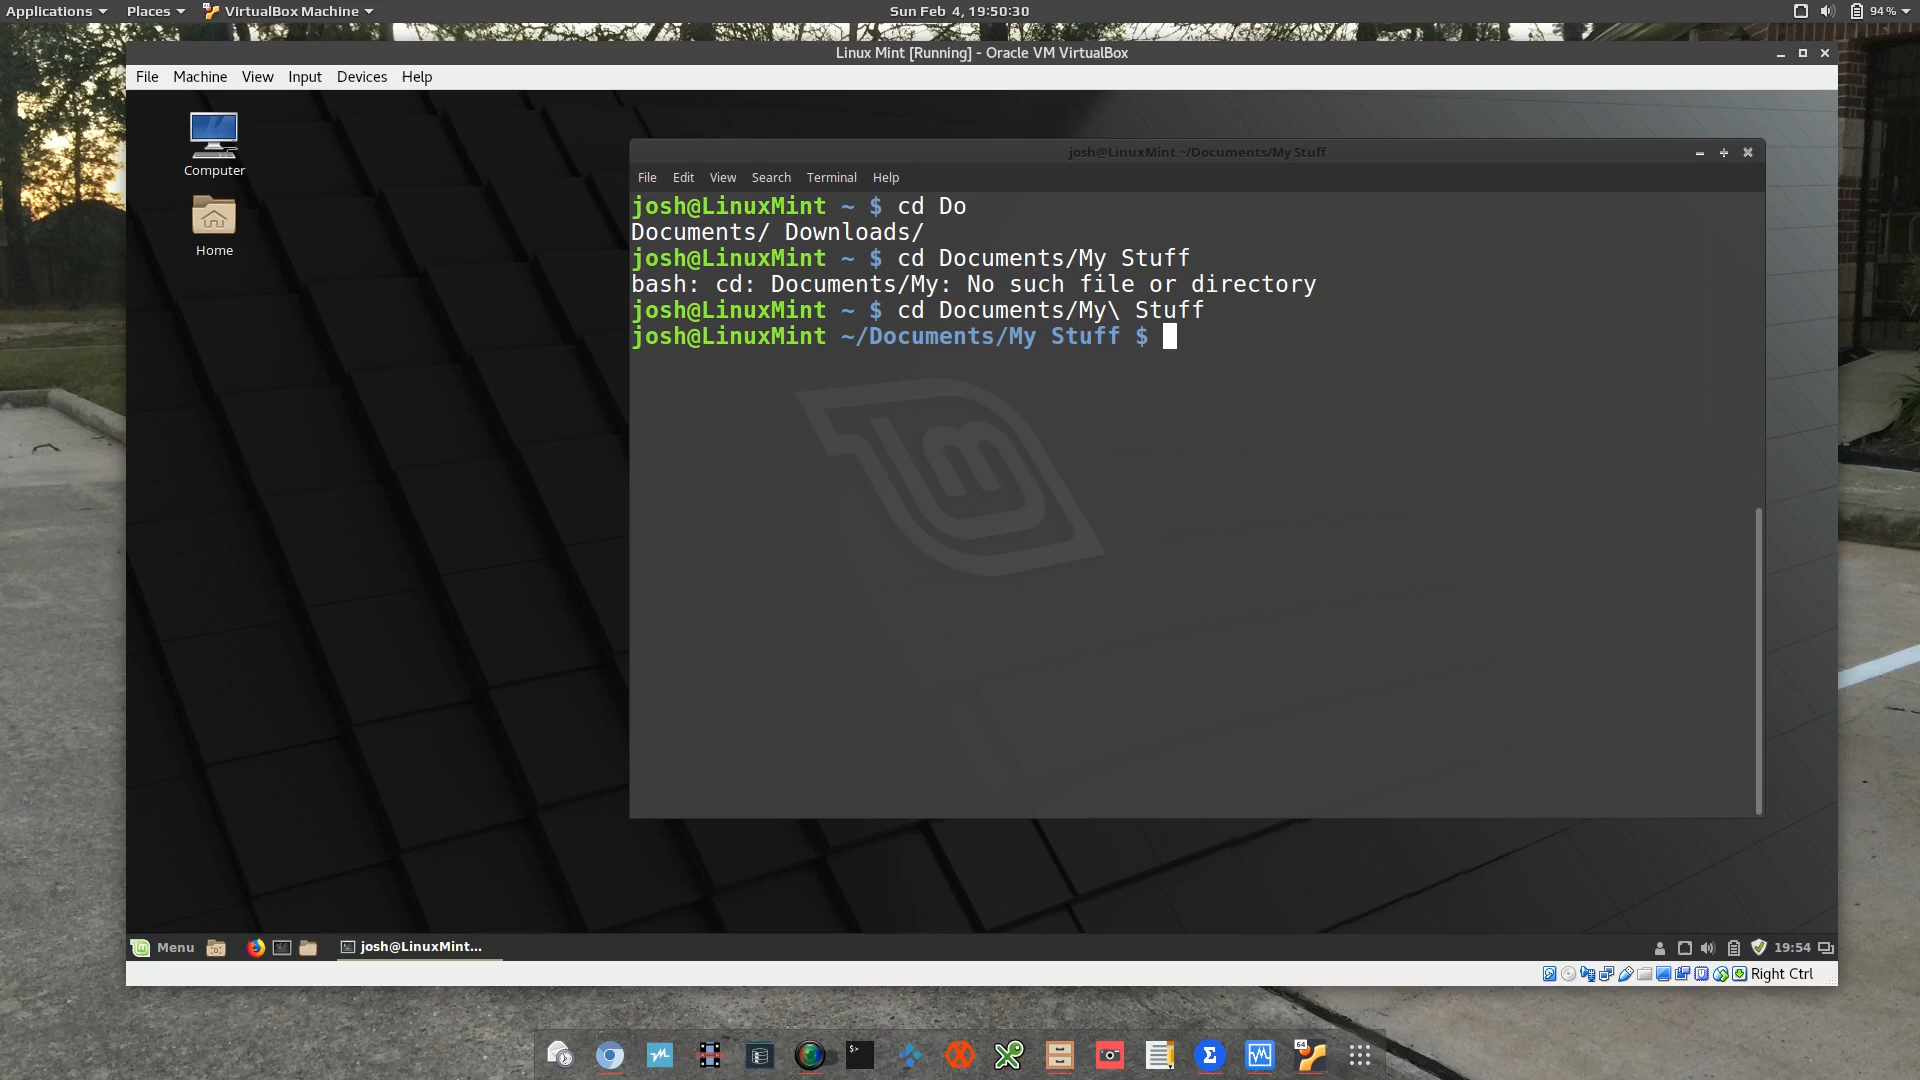 Applications Places VirtualBox Machine Sun Feb 4, 19:50:30 94 %
Linux Mint [Running] - Oracle VM VirtualBox
File Machine View Input Devices Help
Computer
Home
josh@LinuxMint ~/Documents/My Stuff
File Edit View Search Terminal Help
josh@LinuxMint ~ $ cd Do
Documents/ Downloads/
josh@LinuxMint ~ $ cd Documents/My Stuff
bash: cd: Documents/My: No such file or directory
josh@LinuxMint ~ $ cd Documents/My\ Stuff
josh@LinuxMint ~/Documents/My Stuff $
Menu josh@LinuxMint... 19:54
Right Ctrl
$> Σ 64